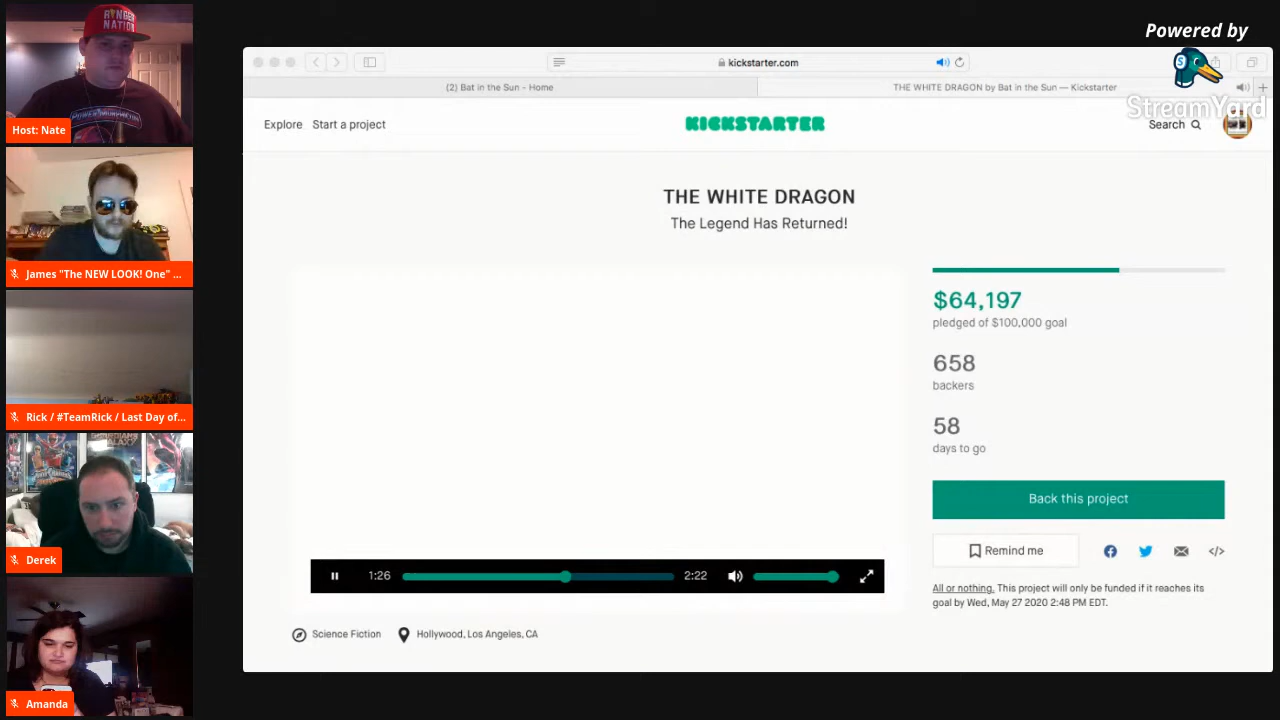 Powered by
StreamYard
RANGER
NATION
Host: Nate
James "The NEW LOOK! One" ...
Rick / #TeamRick / Last Day of...
Derek
Amanda
kickstarter.com
(2) Bat in the Sun - Home
THE WHITE DRAGON by Bat in the Sun — Kickstarter
Explore
Start a project
KICKSTARTER
Search
THE WHITE DRAGON
The Legend Has Returned!
$64,197
pledged of $100,000 goal
658
backers
58
days to go
Back this project
Remind me
All or nothing. This project will only be funded if it reaches its
goal by Wed, May 27 2020 2:48 PM EDT.
1:26
2:22
Science Fiction
Hollywood, Los Angeles, CA